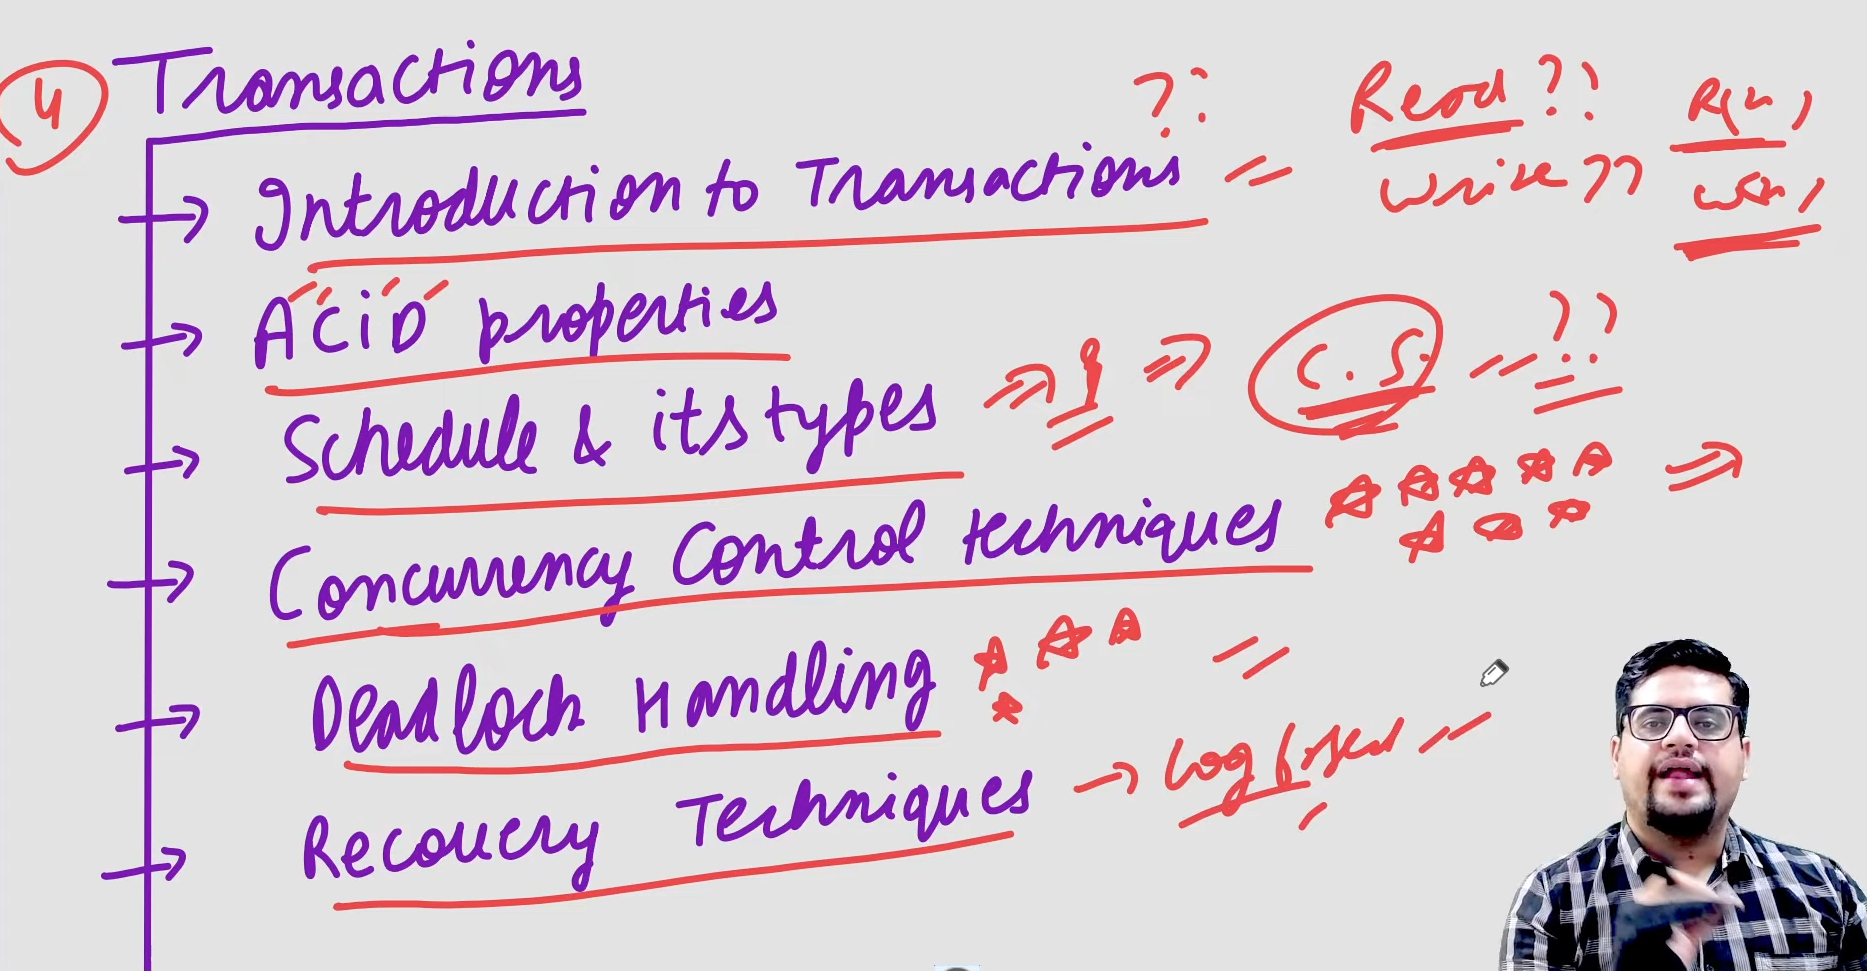 4 Transactions
Introduction to Transactions ?? Read ?? R(x)
write ?? W(x)
ACiD properties
Schedule & its types C.S. ??
Concurrency Control techniques
Deadlock Handling
Recovery Techniques Log based